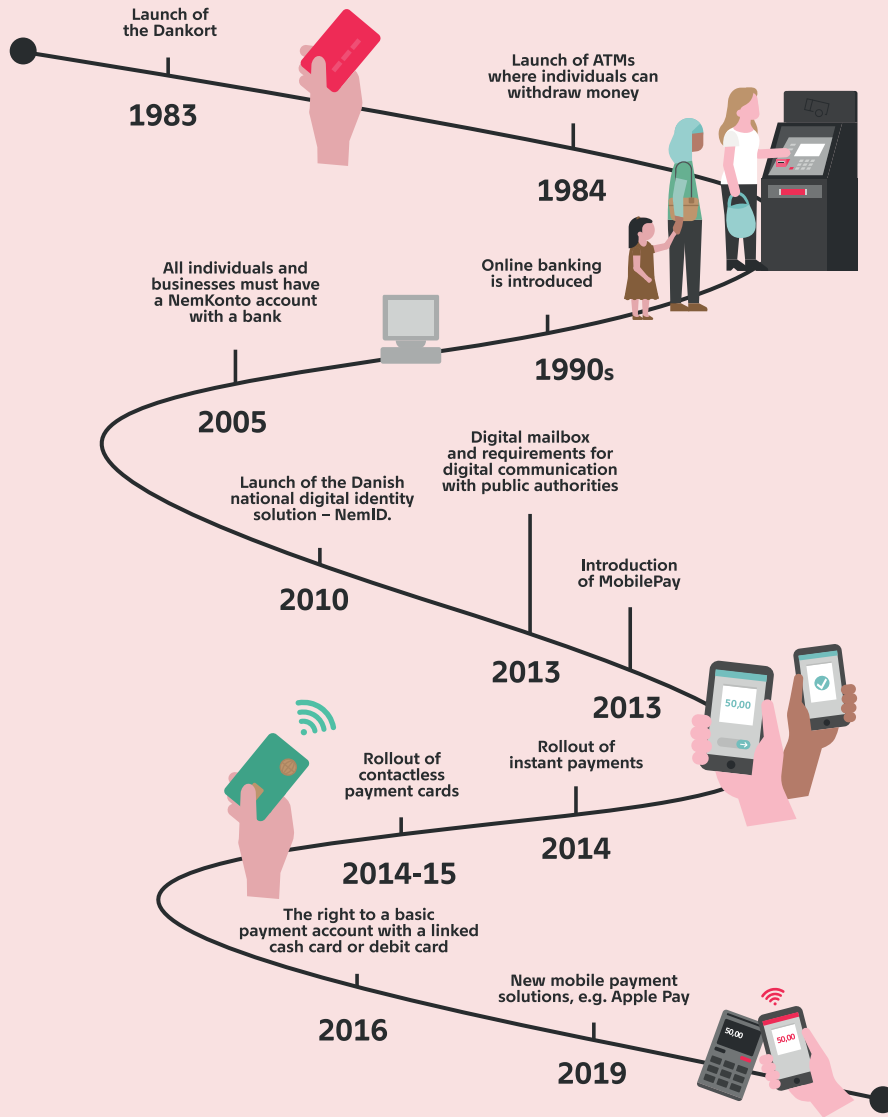 Launch of
the Dankort
1983
Launch of ATMs
where individuals can
withdraw money
1984
Online banking
is introduced
1990s
All individuals and
businesses must have
a NemKonto account
with a bank
2005
Launch of the Danish
national digital identity
solution – NemID.
2010
Digital mailbox
and requirements for
digital communication
with public authorities
2013
Introduction
of MobilePay
2013
50,00
Rollout of
instant payments
2014
Rollout of
contactless
payment cards
2014-15
The right to a basic
payment account with a linked
cash card or debit card
2016
New mobile payment
solutions, e.g. Apple Pay
2019
50,00
50,00